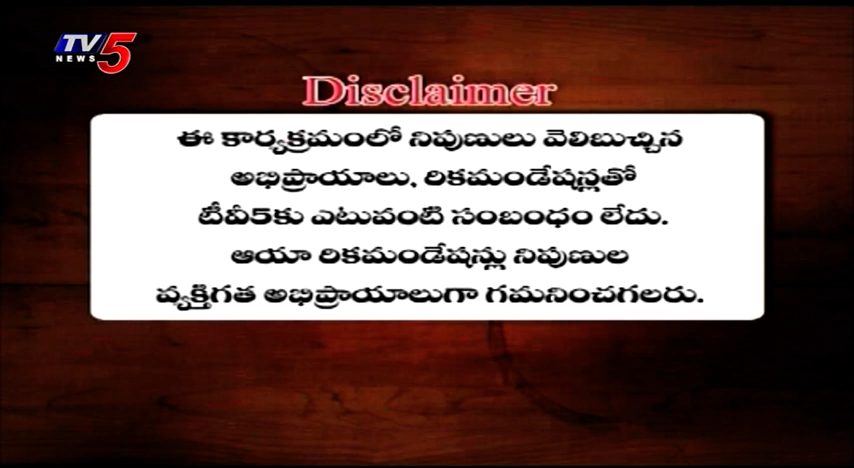 TV5
NEWS
Disclaimer
ఈ కార్యక్రమంలో నిపుణులు వెలిబుచ్చిన
అభిప్రాయాలు, రికమండేషన్లతో
టీవీ5కు ఎటువంటి సంబంధం లేదు.
ఆయా రికమండేషన్లు నిపుణుల
వ్యక్తిగత అభిప్రాయాలుగా గమనించగలరు.